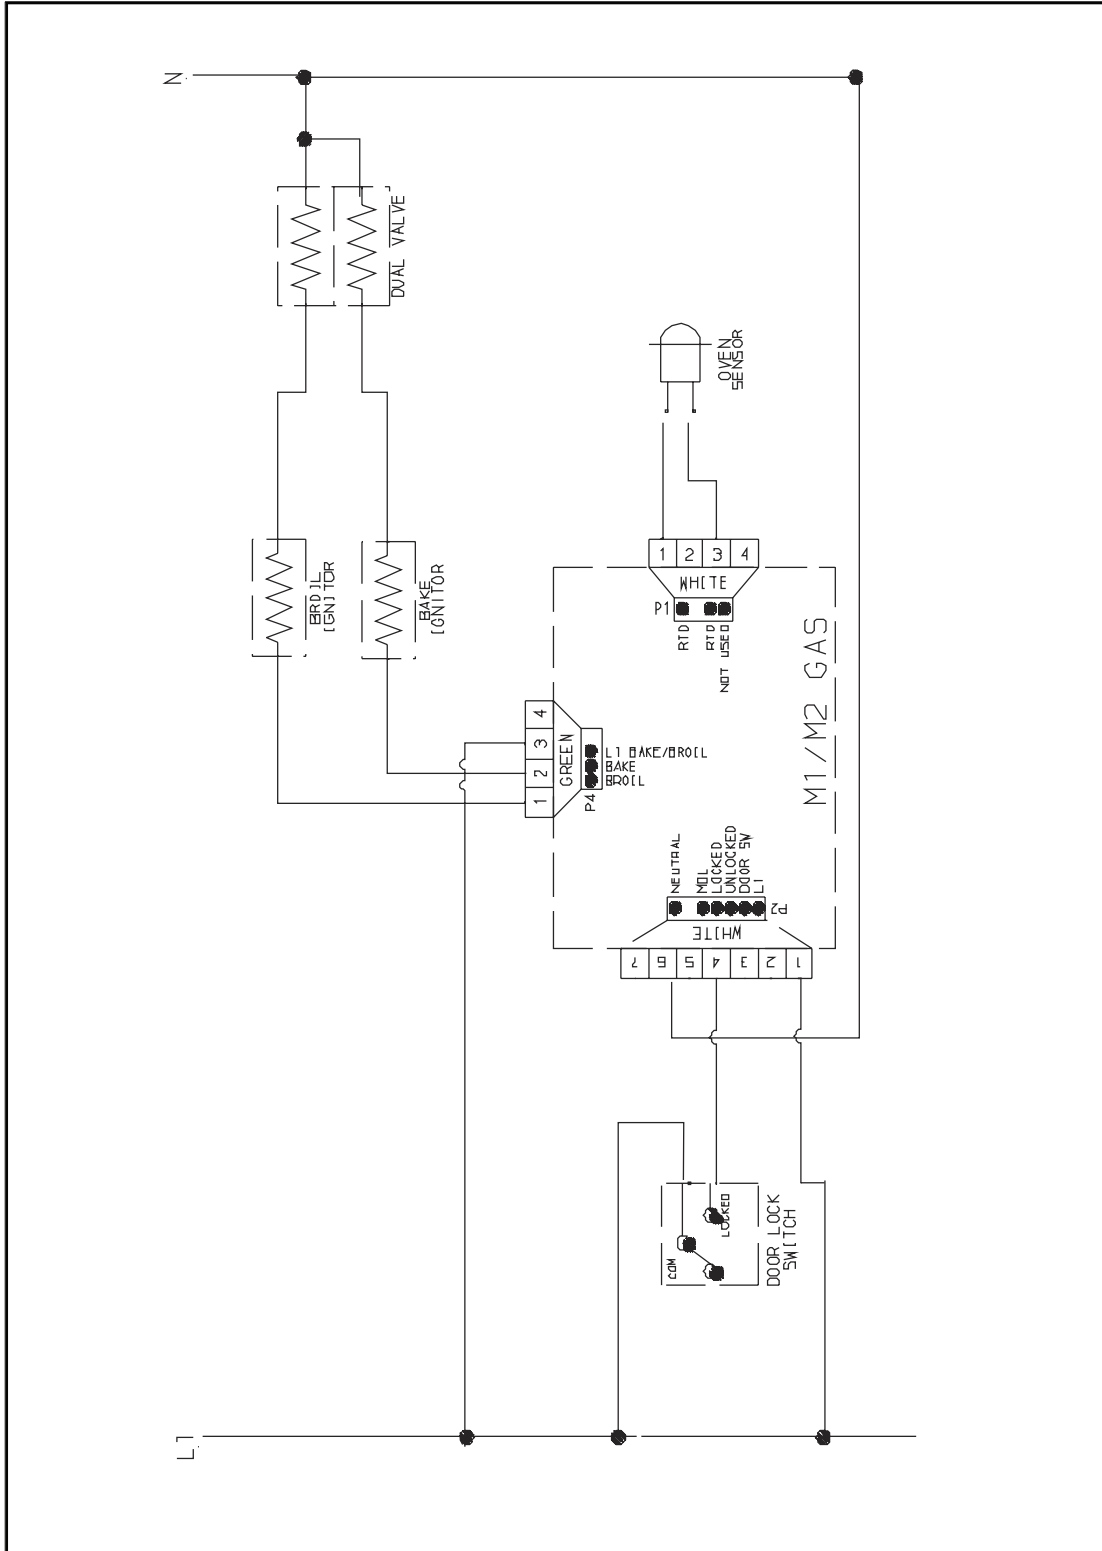 N
DUAL VALVE
OVEN
SENSOR
BROIL
IGNITOR
BAKE
IGNITOR
1 2 3 4
WHITE
P1
RTD
RTD
NOT USED
M1/M2 GAS
4
3
2
1
GREEN
P4
L1 BAKE/BROIL
BAKE
BROIL
NEUTRAL
MDL
LOCKED
UNLOCKED
DOOR SW
L1
P2
WHITE
7 6 5 4 3 2 1
COM
LOCKED
DOOR LOCK
SWITCH
L1